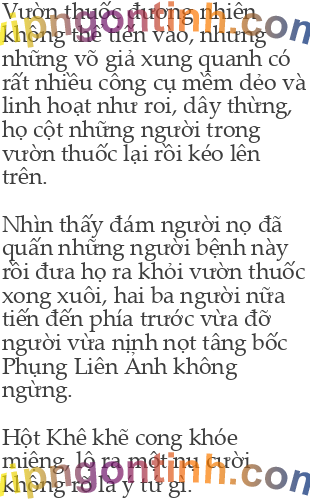 Vườn thuốc đương nhiên
không thể tiến vào, nhưng
những võ giả xung quanh có
rất nhiều công cụ mềm dẻo và
linh hoạt như roi, dây thừng,
họ cột những người trong
vườn thuốc lại rồi kéo lên
trên.
Nhìn thấy đám người nọ đã
quấn những người bệnh này
rồi đưa họ ra khỏi vườn thuốc
xong xuôi, hai ba người nữa
tiến đến phía trước vừa đỡ
người vừa nịnh nọt tâng bốc
Phụng Liên Ảnh không
ngừng.
Hột Khê khẽ cong khóe
miệng, lộ ra một nụ cười
không rõ là ý tứ gì.
vipngontinh.com
vipngontinh.com